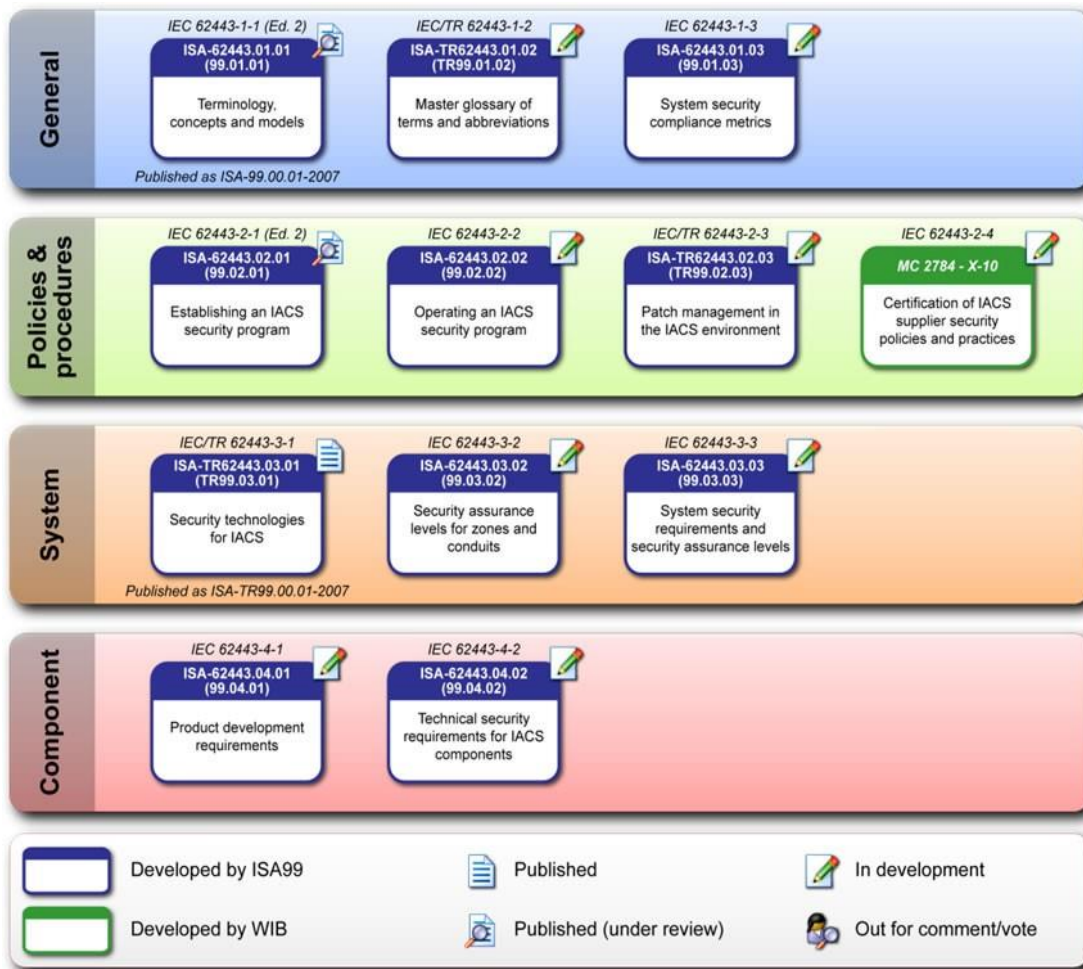 General
IEC 62443-1-1 (Ed. 2)
ISA-62443.01.01
(99.01.01)
Terminology,
concepts and models
Published as ISA-99.00.01-2007
IEC/TR 62443-1-2
ISA-TR62443.01.02
(TR99.01.02)
Master glossary of
terms and abbreviations
IEC 62443-1-3
ISA-62443.01.03
(99.01.03)
System security
compliance metrics
Policies &
procedures
IEC 62443-2-1 (Ed. 2)
ISA-62443.02.01
(99.02.01)
Establishing an IACS
security program
IEC 62443-2-2
ISA-62443.02.02
(99.02.02)
Operating an IACS
security program
IEC/TR 62443-2-3
ISA-TR62443.02.03
(TR99.02.03)
Patch management in
the IACS environment
IEC 62443-2-4
MC 2784 - X-10
Certification of IACS
supplier security
policies and practices
System
IEC/TR 62443-3-1
ISA-TR62443.03.01
(TR99.03.01)
Security technologies
for IACS
Published as ISA-TR99.00.01-2007
IEC 62443-3-2
ISA-62443.03.02
(99.03.02)
Security assurance
levels for zones and
conduits
IEC 62443-3-3
ISA-62443.03.03
(99.03.03)
System security
requirements and
security assurance levels
Component
IEC 62443-4-1
ISA-62443.04.01
(99.04.01)
Product development
requirements
IEC 62443-4-2
ISA-62443.04.02
(99.04.02)
Technical security
requirements for IACS
components
Developed by ISA99
Published
In development
Developed by WIB
Published (under review)
Out for comment/vote